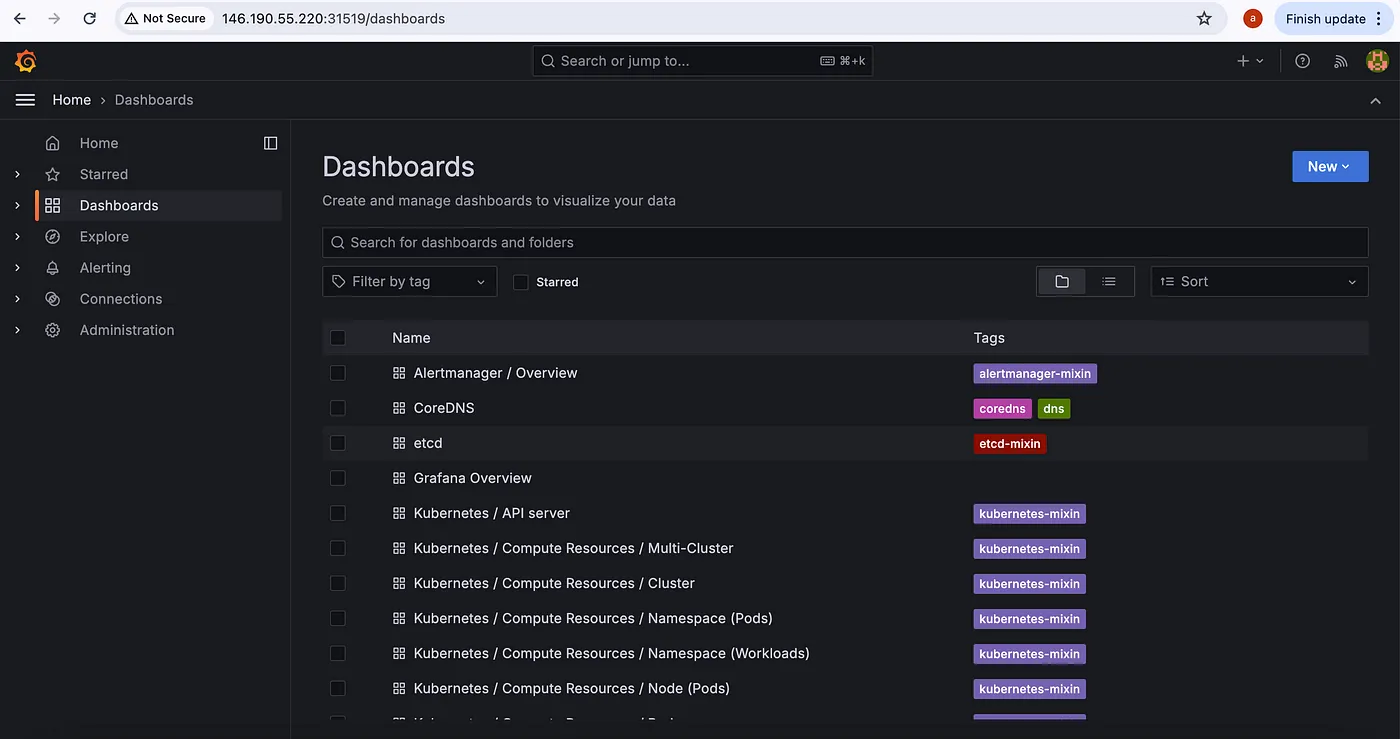 Not Secure 146.190.55.220:31519/dashboards a Finish update
Search or jump to... ⌘+k
Home › Dashboards
Home
Starred
Dashboards
Explore
Alerting
Connections
Administration
Dashboards
New
Create and manage dashboards to visualize your data
Search for dashboards and folders
Filter by tag Starred Sort
Name Tags
Alertmanager / Overview alertmanager-mixin
CoreDNS coredns dns
etcd etcd-mixin
Grafana Overview
Kubernetes / API server kubernetes-mixin
Kubernetes / Compute Resources / Multi-Cluster kubernetes-mixin
Kubernetes / Compute Resources / Cluster kubernetes-mixin
Kubernetes / Compute Resources / Namespace (Pods) kubernetes-mixin
Kubernetes / Compute Resources / Namespace (Workloads) kubernetes-mixin
Kubernetes / Compute Resources / Node (Pods) kubernetes-mixin